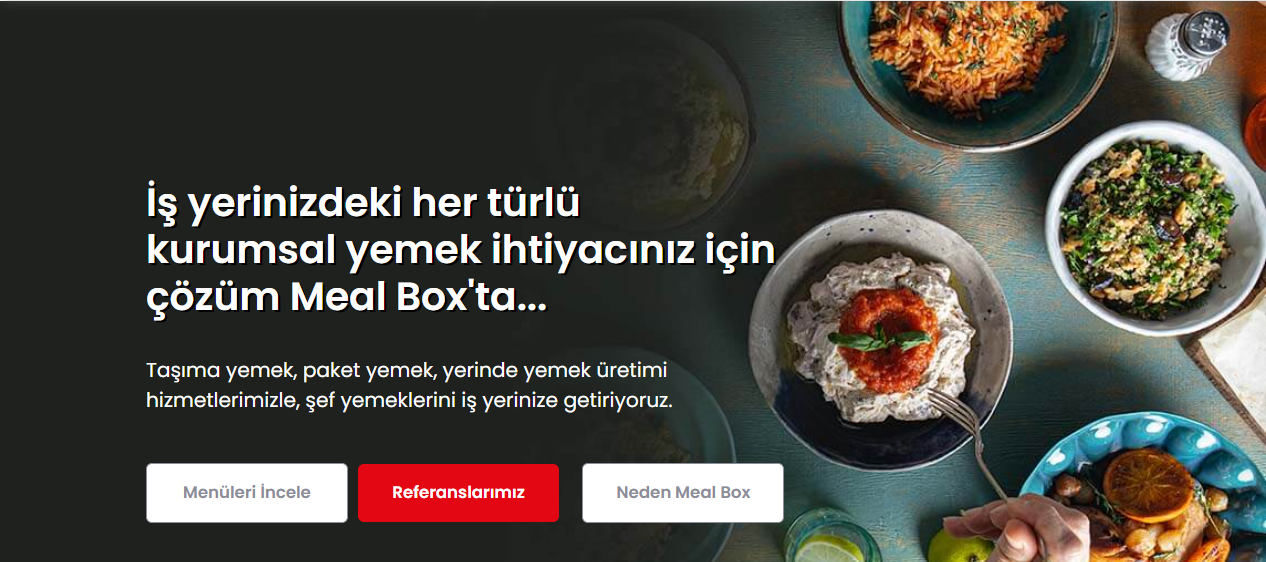 İş yerinizdeki her türlü
kurumsal yemek ihtiyacınız için
çözüm Meal Box'ta...
Taşıma yemek, paket yemek, yerinde yemek üretimi
hizmetlerimizle, şef yemeklerini iş yerinize getiriyoruz.
Menüleri İncele
Referanslarımız
Neden Meal Box